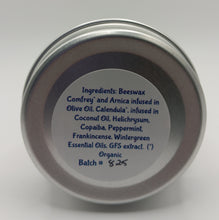 Ingredients: Beeswax
Comfrey* and Arnica infused in
Olive Oil, Calendula*, infused in
Coconut Oil, Helichrysum,
Copaiba, Peppermint,
Frankincense, Wintergreen
Essential Oils, GFS extract. (*)
Organic
Batch # 825